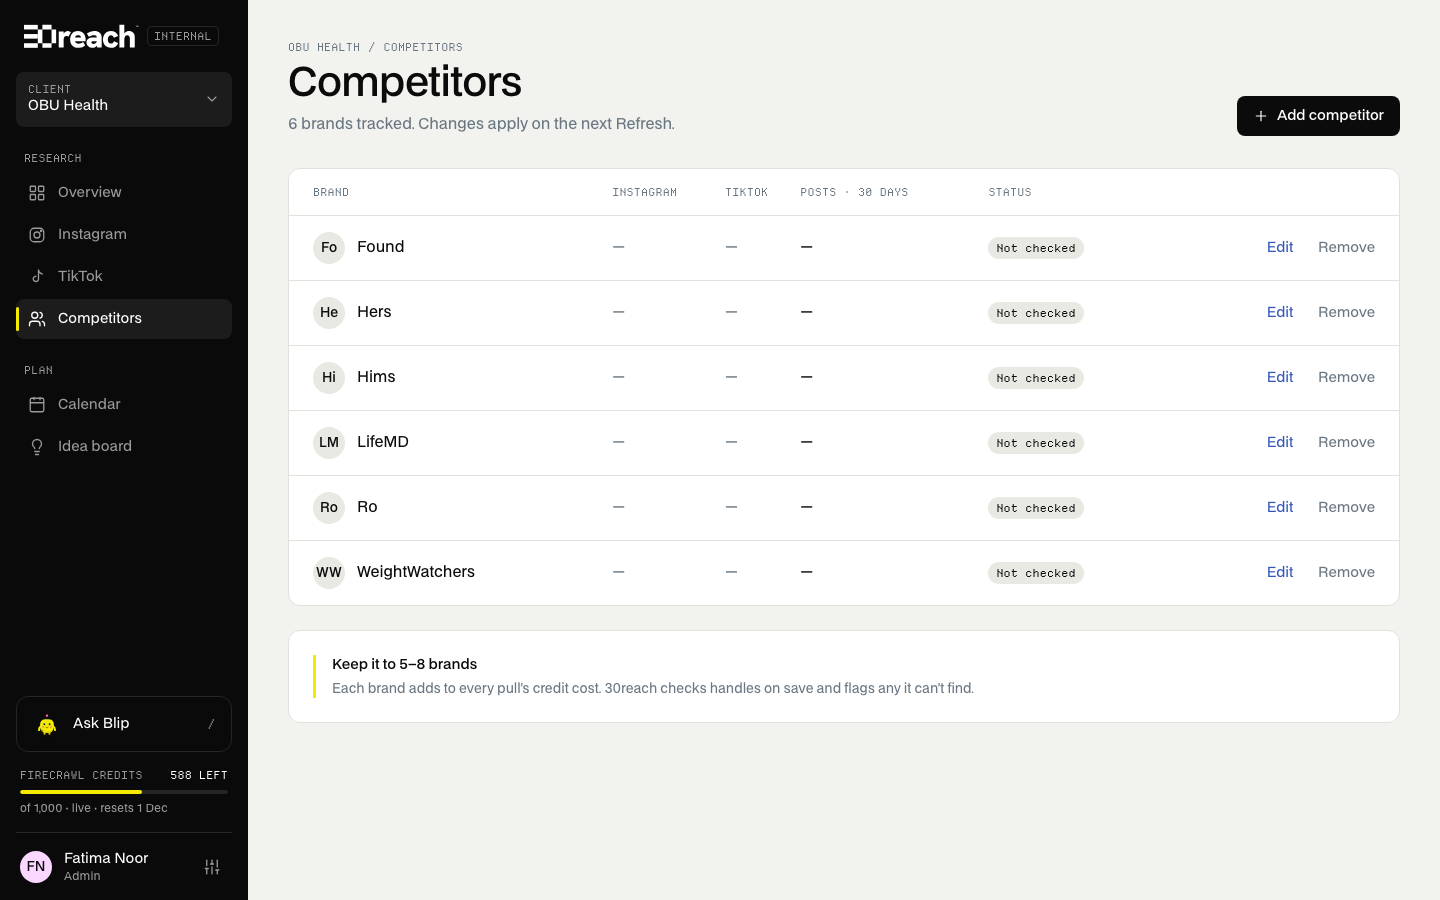 30reach INTERNAL
CLIENT
OBU Health
RESEARCH
Overview
Instagram
TikTok
Competitors
PLAN
Calendar
Idea board
Ask Blip /
FIRECRAWL CREDITS 588 LEFT
of 1,000 · live · resets 1 Dec
FN Fatima Noor
Admin
OBU HEALTH / COMPETITORS
Competitors
6 brands tracked. Changes apply on the next Refresh.
+ Add competitor
BRAND INSTAGRAM TIKTOK POSTS · 30 DAYS STATUS
Fo Found — — — Not checked Edit Remove
He Hers — — — Not checked Edit Remove
Hi Hims — — — Not checked Edit Remove
LM LifeMD — — — Not checked Edit Remove
Ro Ro — — — Not checked Edit Remove
WW WeightWatchers — — — Not checked Edit Remove
Keep it to 5–8 brands
Each brand adds to every pull's credit cost. 30reach checks handles on save and flags any it can't find.